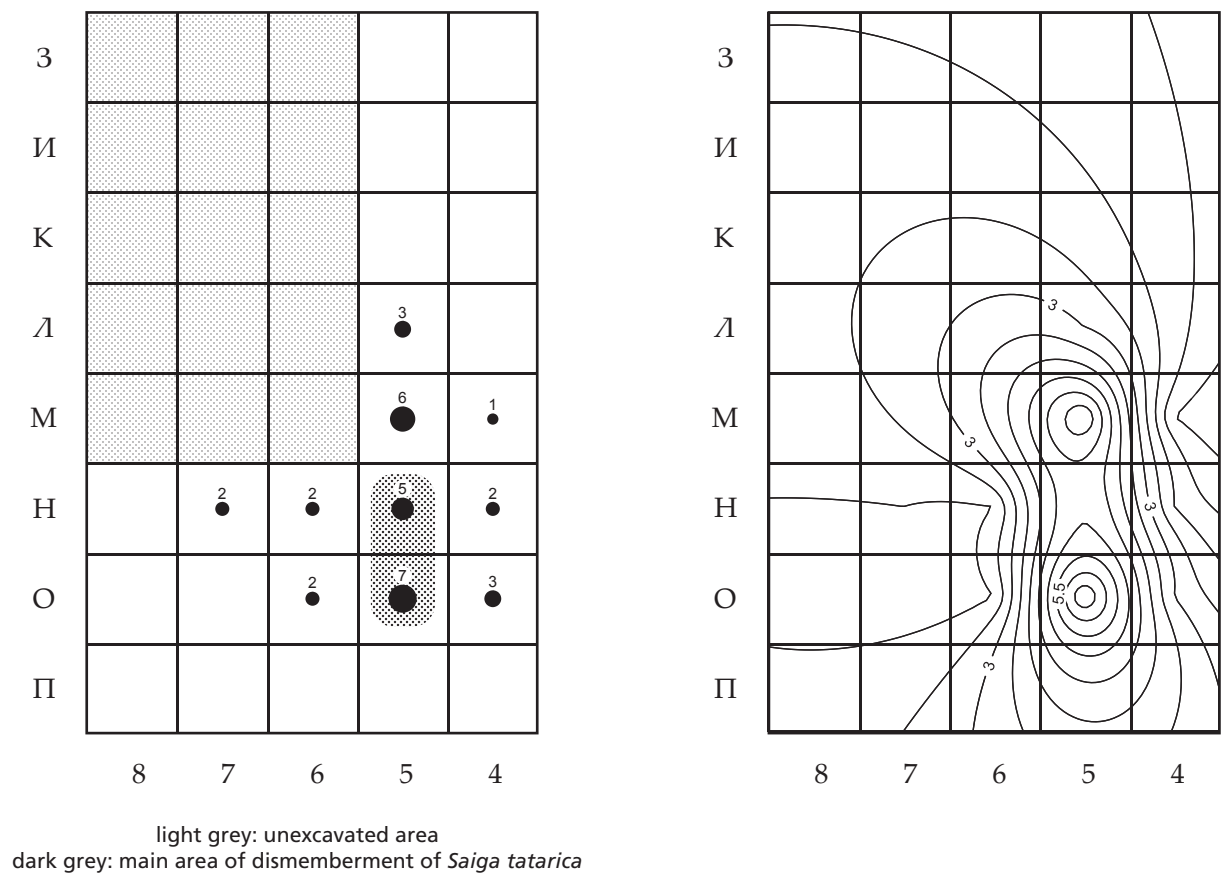 З
И
К
Л
М
Н
О
П
3
6
1
2
2
5
2
2
7
3
8 7 6 5 4
light grey: unexcavated area
dark grey: main area of dismemberment of Saiga tatarica
З
И
К
Л
М
Н
О
П
3
3
3
5.5
3
8 7 6 5 4